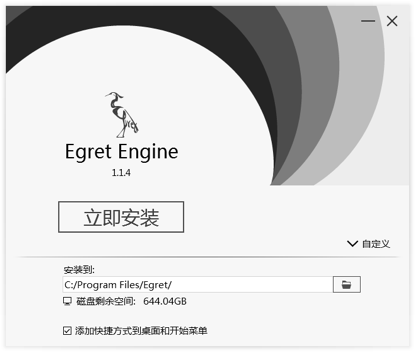 Egret Engine
1.1.4
立即安装
自定义
安装到:
C:/Program Files/Egret/
磁盘剩余空间: 644.04GB
添加快捷方式到桌面和开始菜单